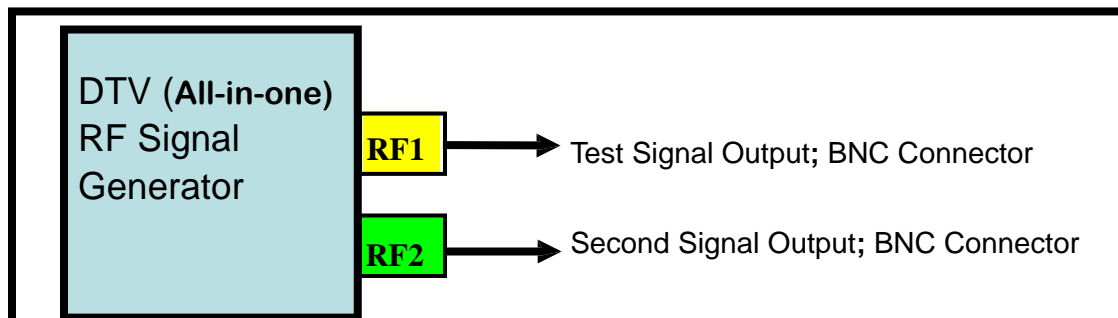 DTV (All-in-one)
RF Signal
Generator
RF1
Test Signal Output; BNC Connector
RF2
Second Signal Output; BNC Connector